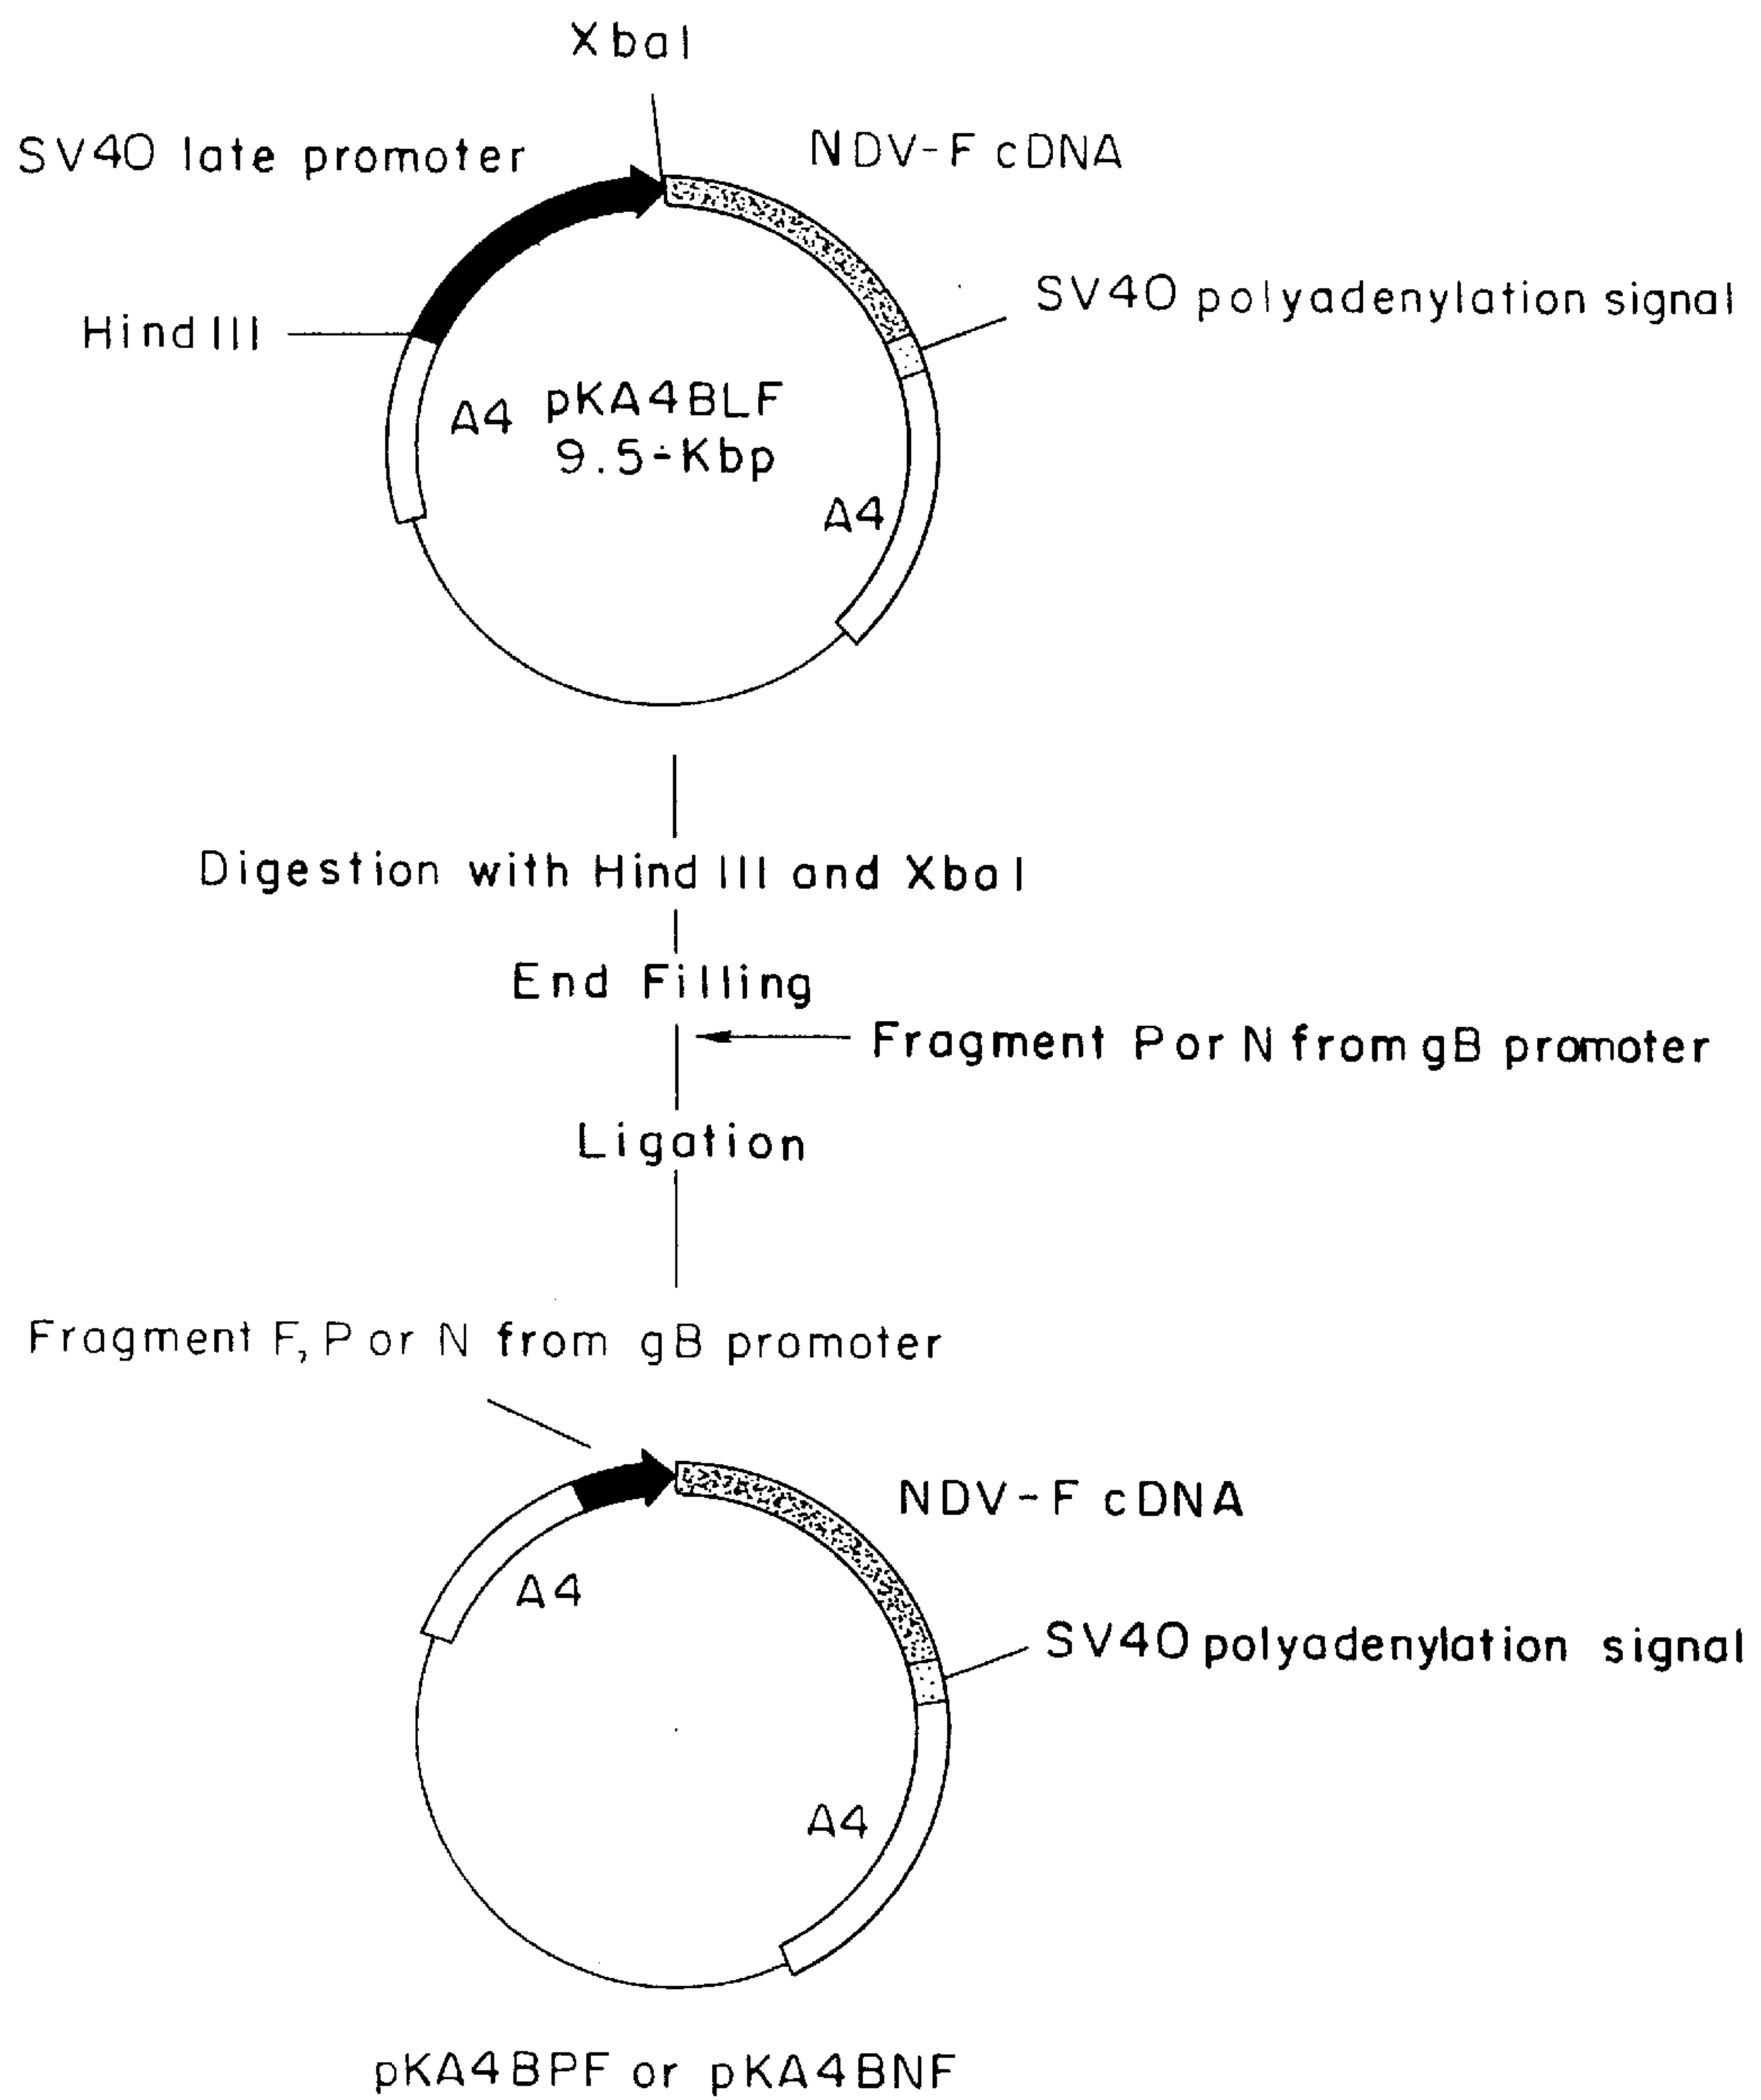 XbaI
SV40 late promoter
NDV-F cDNA
SV40 polyadenylation signal
Hind III
A4
pKA4BLF
9.5-Kbp
A4
Digestion with Hind III and XbaI
End Filling
Fragment P or N from gB promoter
Ligation
Fragment F, P or N from gB promoter
NDV-F cDNA
A4
SV40 polyadenylation signal
A4
pKA4BPF or pKA4BNF